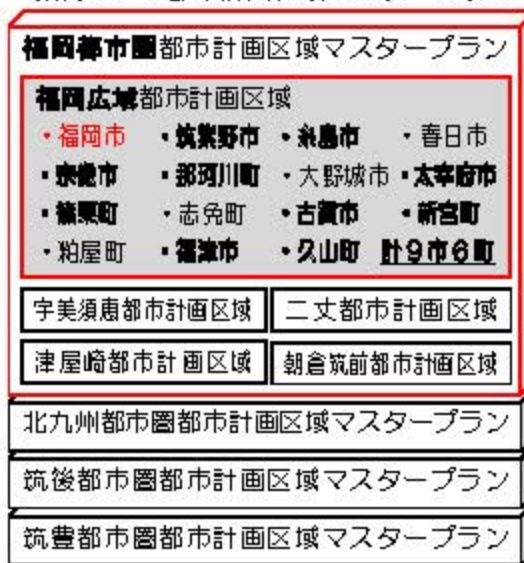 福岡都市圏都市計画区域マスタープラン
福岡広域都市計画区域
・福岡市 ・筑紫野市 ・糸島市 ・春日市
・宗像市 ・那珂川町 ・大野城市 ・太宰府市
・篠栗町 ・志免町 ・古賀市 ・新宮町
・粕屋町 ・福津市 ・久山町 計9市6町
宇美須恵都市計画区域 二丈都市計画区域
津屋崎都市計画区域 朝倉筑前都市計画区域
北九州都市圏都市計画区域マスタープラン
筑後都市圏都市計画区域マスタープラン
筑豊都市圏都市計画区域マスタープラン